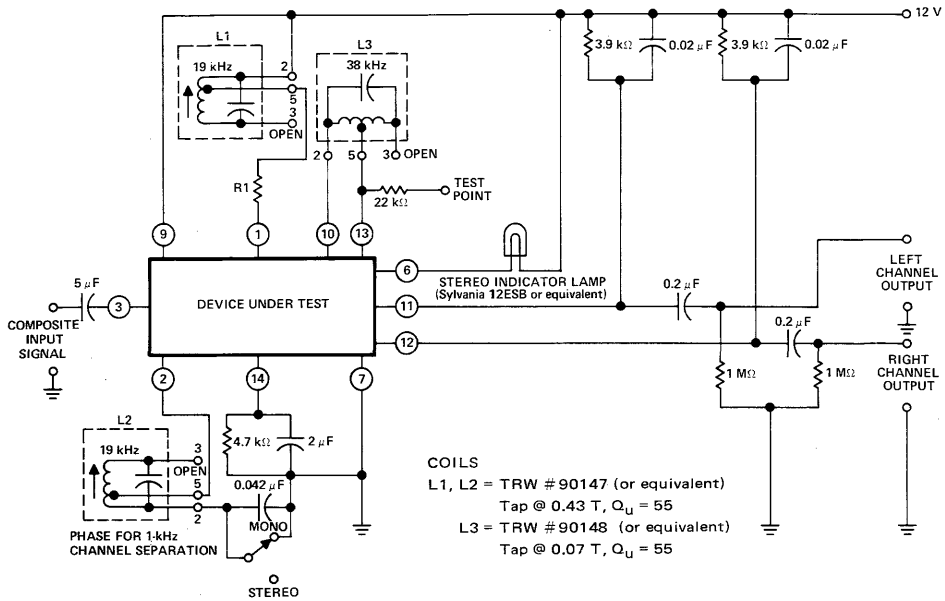 12 V
L1
19 kHz
2
5
3
OPEN
L3
38 kHz
2
5
3 OPEN
3.9 kΩ
0.02 µF
3.9 kΩ
0.02 µF
R1
22 kΩ
TEST
POINT
9
1
10
13
6
STEREO INDICATOR LAMP
(Sylvania 12ESB or equivalent)
5 µF
3
DEVICE UNDER TEST
11
12
COMPOSITE
INPUT
SIGNAL
0.2 µF
LEFT
CHANNEL
OUTPUT
0.2 µF
RIGHT
CHANNEL
OUTPUT
1 MΩ
1 MΩ
2
14
7
L2
19 kHz
3
OPEN
5
2
4.7 kΩ
2 µF
0.042 µF
MONO
PHASE FOR 1-kHz
CHANNEL SEPARATION
STEREO
COILS
L1, L2 = TRW #90147 (or equivalent)
Tap @ 0.43 T, Qu = 55
L3 = TRW #90148 (or equivalent)
Tap @ 0.07 T, Qu = 55